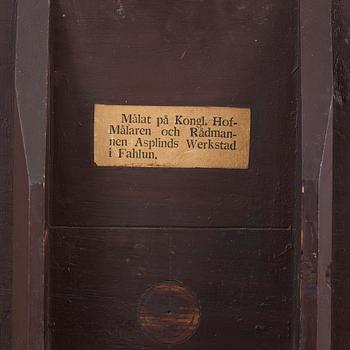 Målat på Kongl. Hof-
Målaren och Rådman-
nen Asplinds Werkstad
i Fahlun.